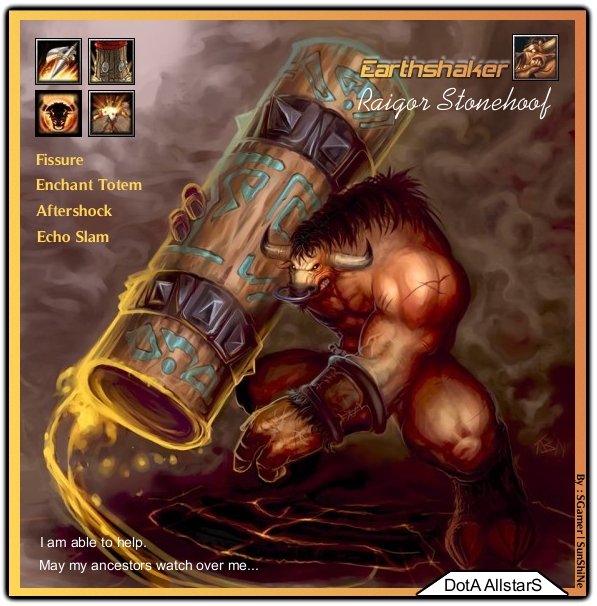 Earthshaker
Raigor Stonehoof
Fissure
Enchant Totem
Aftershock
Echo Slam
I am able to help.
May my ancestors watch over me...
By : SGamer | SunShiNe
DotA AllstarS